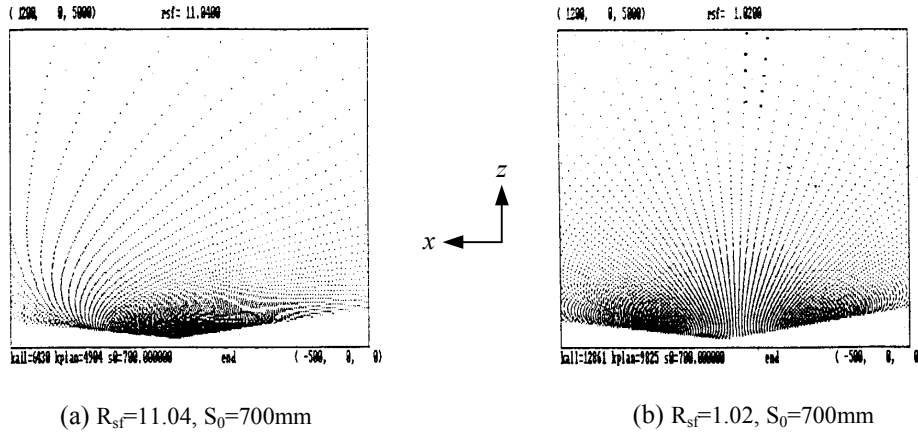 (1200, 0, 5000) rsf= 11.0400
(1200, 0, 5000) rsf= 1.0200
z
x
kall=6430 kplan=4904 s0=700.000000 end (-500, 0, 0)
kall=12861 kplan=9825 s0=700.000000 end (-500, 0, 0
(a) Rsf=11.04, S0=700mm
(b) Rsf=1.02, S0=700mm